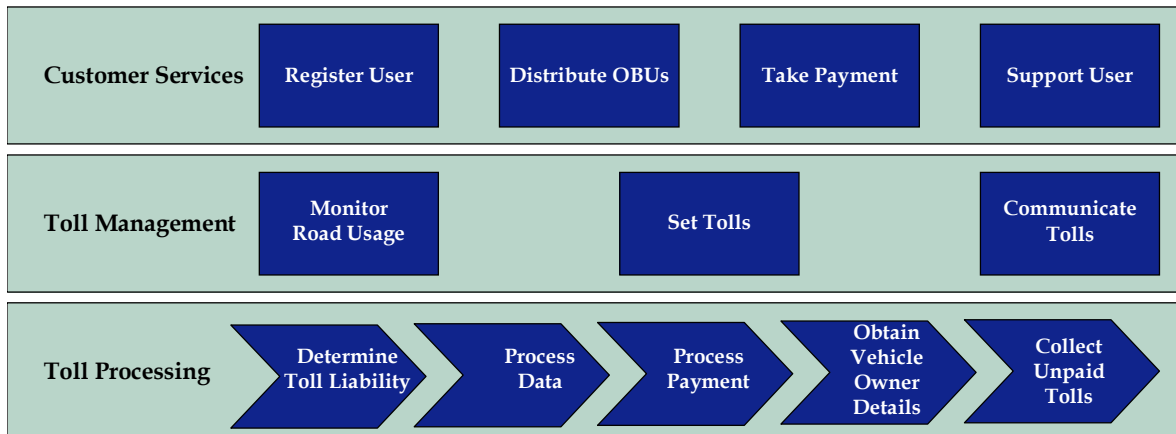 Customer Services
Register User
Distribute OBUs
Take Payment
Support User
Toll Management
Monitor
Road Usage
Set Tolls
Communicate
Tolls
Toll Processing
Determine
Toll Liability
Process
Data
Process
Payment
Obtain
Vehicle
Owner
Details
Collect
Unpaid
Tolls